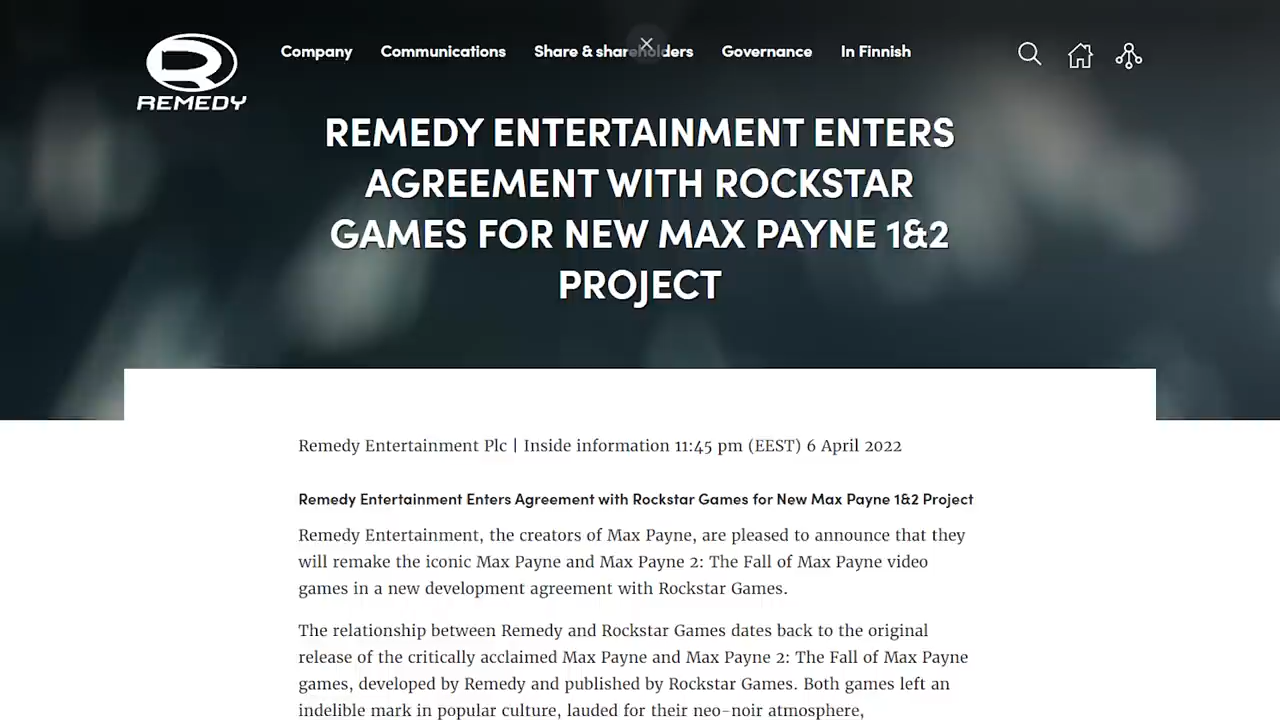 Company Communications Share & shareholders Governance In Finnish
REMEDY
REMEDY ENTERTAINMENT ENTERS
AGREEMENT WITH ROCKSTAR
GAMES FOR NEW MAX PAYNE 1&2
PROJECT
Remedy Entertainment Plc | Inside information 11:45 pm (EEST) 6 April 2022
Remedy Entertainment Enters Agreement with Rockstar Games for New Max Payne 1&2 Project
Remedy Entertainment, the creators of Max Payne, are pleased to announce that they
will remake the iconic Max Payne and Max Payne 2: The Fall of Max Payne video
games in a new development agreement with Rockstar Games.
The relationship between Remedy and Rockstar Games dates back to the original
release of the critically acclaimed Max Payne and Max Payne 2: The Fall of Max Payne
games, developed by Remedy and published by Rockstar Games. Both games left an
indelible mark in popular culture, lauded for their neo-noir atmosphere,